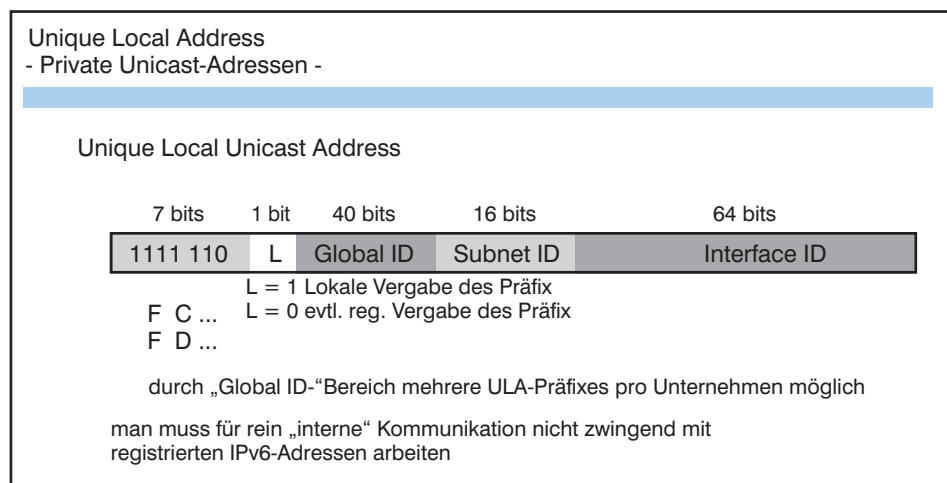 Unique Local Address
- Private Unicast-Adressen -
Unique Local Unicast Address
7 bits 1 bit 40 bits 16 bits 64 bits
1111 110 L Global ID Subnet ID Interface ID
L = 1 Lokale Vergabe des Präfix
F C ... L = 0 evtl. reg. Vergabe des Präfix
F D ...
durch „Global ID-“Bereich mehrere ULA-Präfixes pro Unternehmen möglich
man muss für rein „interne“ Kommunikation nicht zwingend mit
registrierten IPv6-Adressen arbeiten